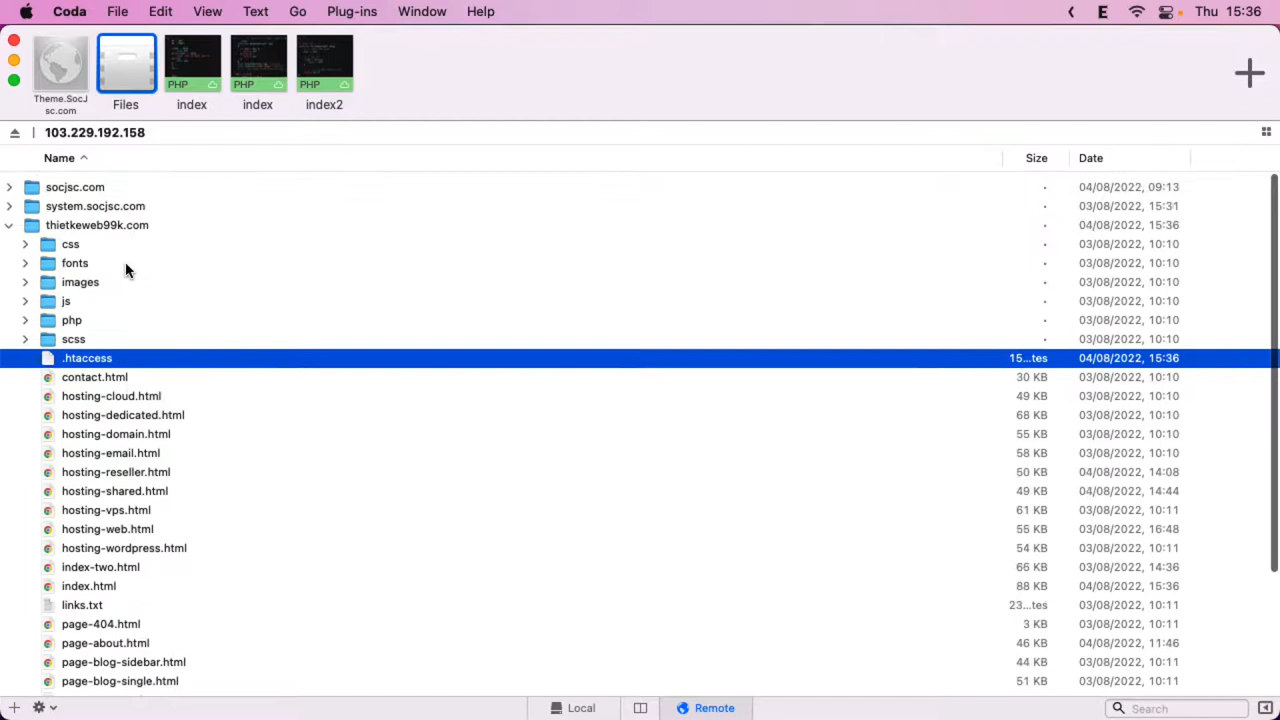 Coda File Edit View Text Go Plug-ins Window Help E Thu 15:36
PHP PHP PHP
Theme.SocJ
sc.com
Files index index index2
103.229.192.158
Name Size Date
socjsc.com . 04/08/2022, 09:13
system.socjsc.com . 03/08/2022, 15:31
thietkeweb99k.com . 04/08/2022, 15:36
css . 03/08/2022, 10:10
fonts . 03/08/2022, 10:10
images . 03/08/2022, 10:10
js . 03/08/2022, 10:10
php . 03/08/2022, 10:10
scss . 03/08/2022, 10:10
.htaccess 15...tes 04/08/2022, 15:36
contact.html 30 KB 03/08/2022, 10:10
hosting-cloud.html 49 KB 03/08/2022, 10:10
hosting-dedicated.html 68 KB 03/08/2022, 10:10
hosting-domain.html 55 KB 03/08/2022, 10:10
hosting-email.html 58 KB 03/08/2022, 10:10
hosting-reseller.html 50 KB 04/08/2022, 14:08
hosting-shared.html 49 KB 04/08/2022, 14:44
hosting-vps.html 61 KB 03/08/2022, 10:11
hosting-web.html 55 KB 03/08/2022, 16:48
hosting-wordpress.html 54 KB 03/08/2022, 10:11
index-two.html 65 KB 03/08/2022, 14:36
index.html 88 KB 04/08/2022, 15:36
links.txt 23...tes 03/08/2022, 10:11
page-404.html 3 KB 03/08/2022, 10:11
page-about.html 46 KB 04/08/2022, 11:46
page-blog-sidebar.html 44 KB 03/08/2022, 10:11
page-blog-single.html 51 KB 03/08/2022, 10:11
Local Remote Search